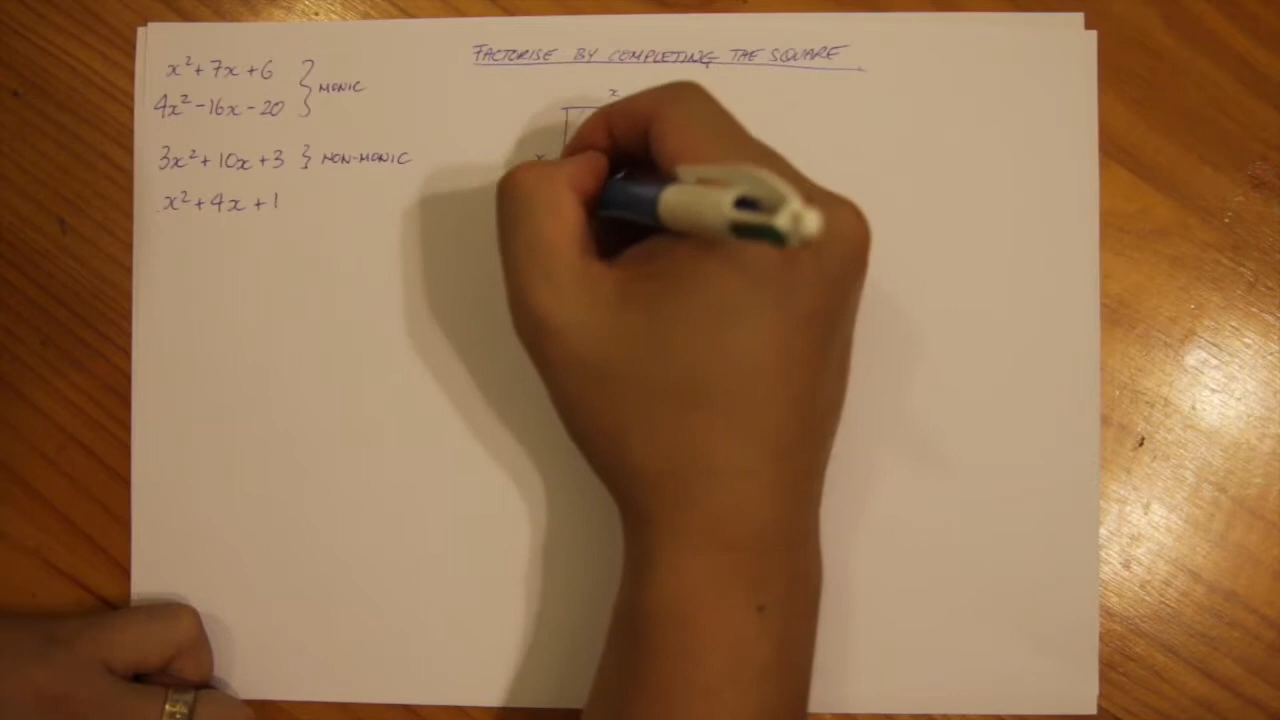 FACTORISE BY COMPLETING THE SQUARE
x² + 7x + 6 } MONIC
4x² - 16x - 20
3x² + 10x + 3 } NON-MONIC
x² + 4x + 1
x
x